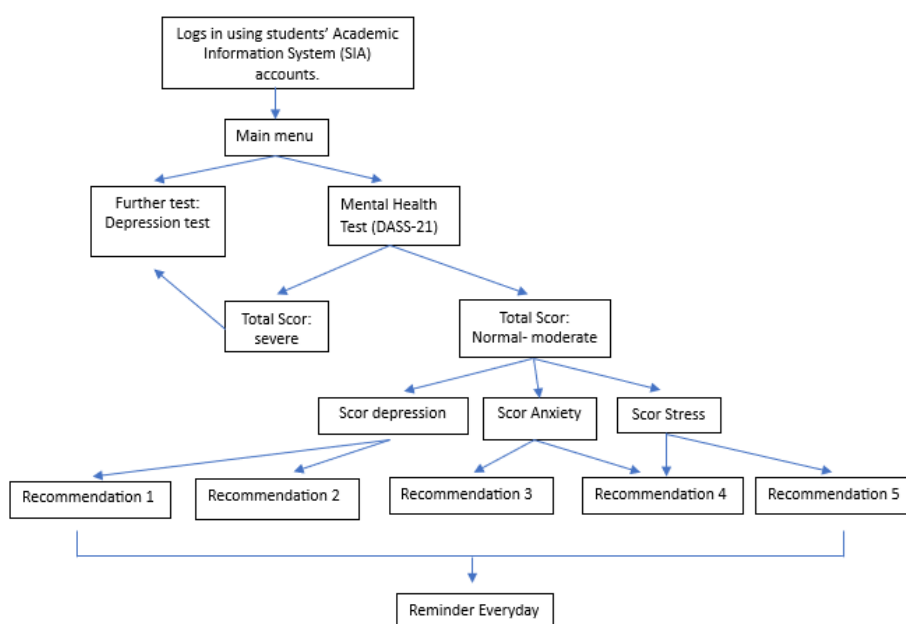 Logs in using students' Academic
Information System (SIA)
accounts.
Main menu
Further test:
Depression test
Mental Health
Test (DASS-21)
Total Scor:
severe
Total Scor:
Normal- moderate
Scor depression
Scor Anxiety
Scor Stress
Recommendation 1
Recommendation 2
Recommendation 3
Recommendation 4
Recommendation 5
Reminder Everyday